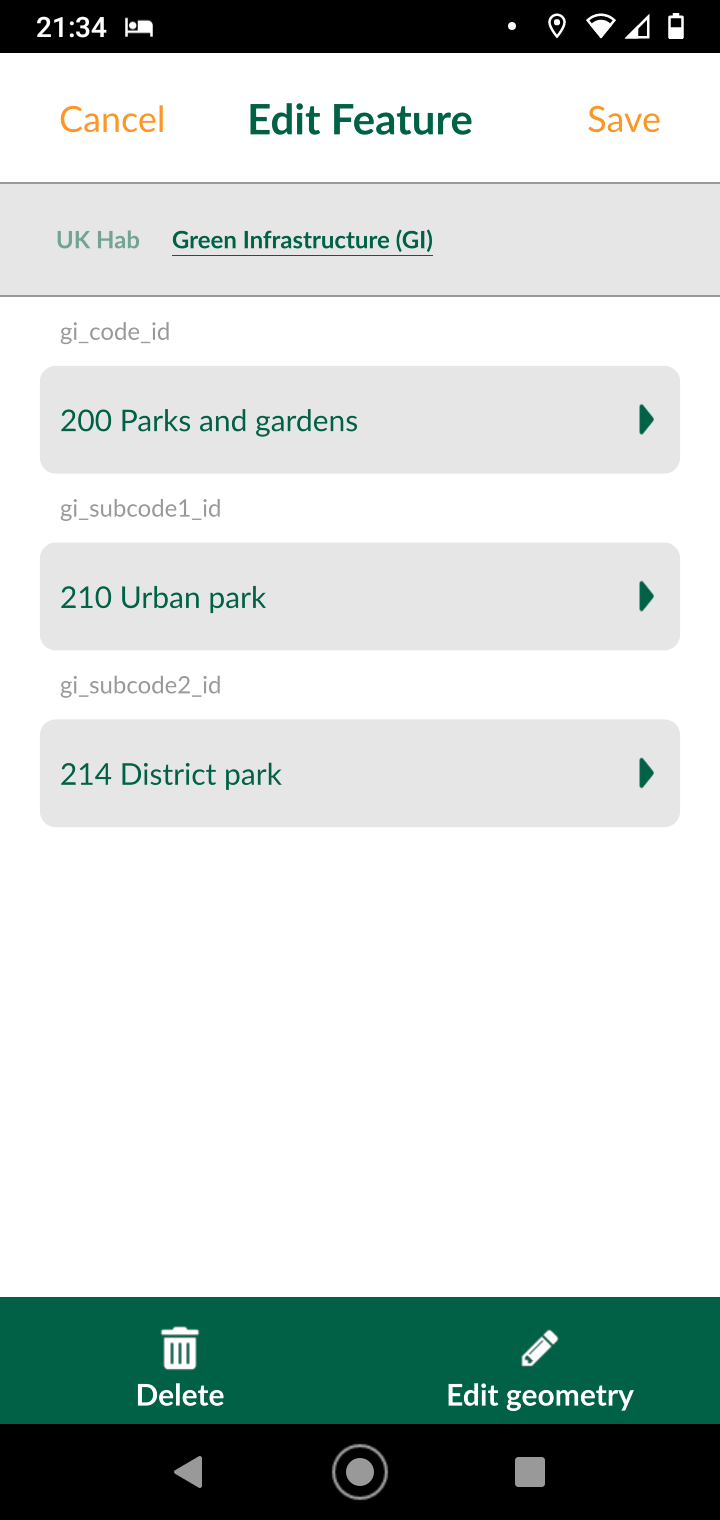 21:34
Cancel Edit Feature Save
UK Hab Green Infrastructure (GI)
gi_code_id
200 Parks and gardens
gi_subcode1_id
210 Urban park
gi_subcode2_id
214 District park
Delete Edit geometry